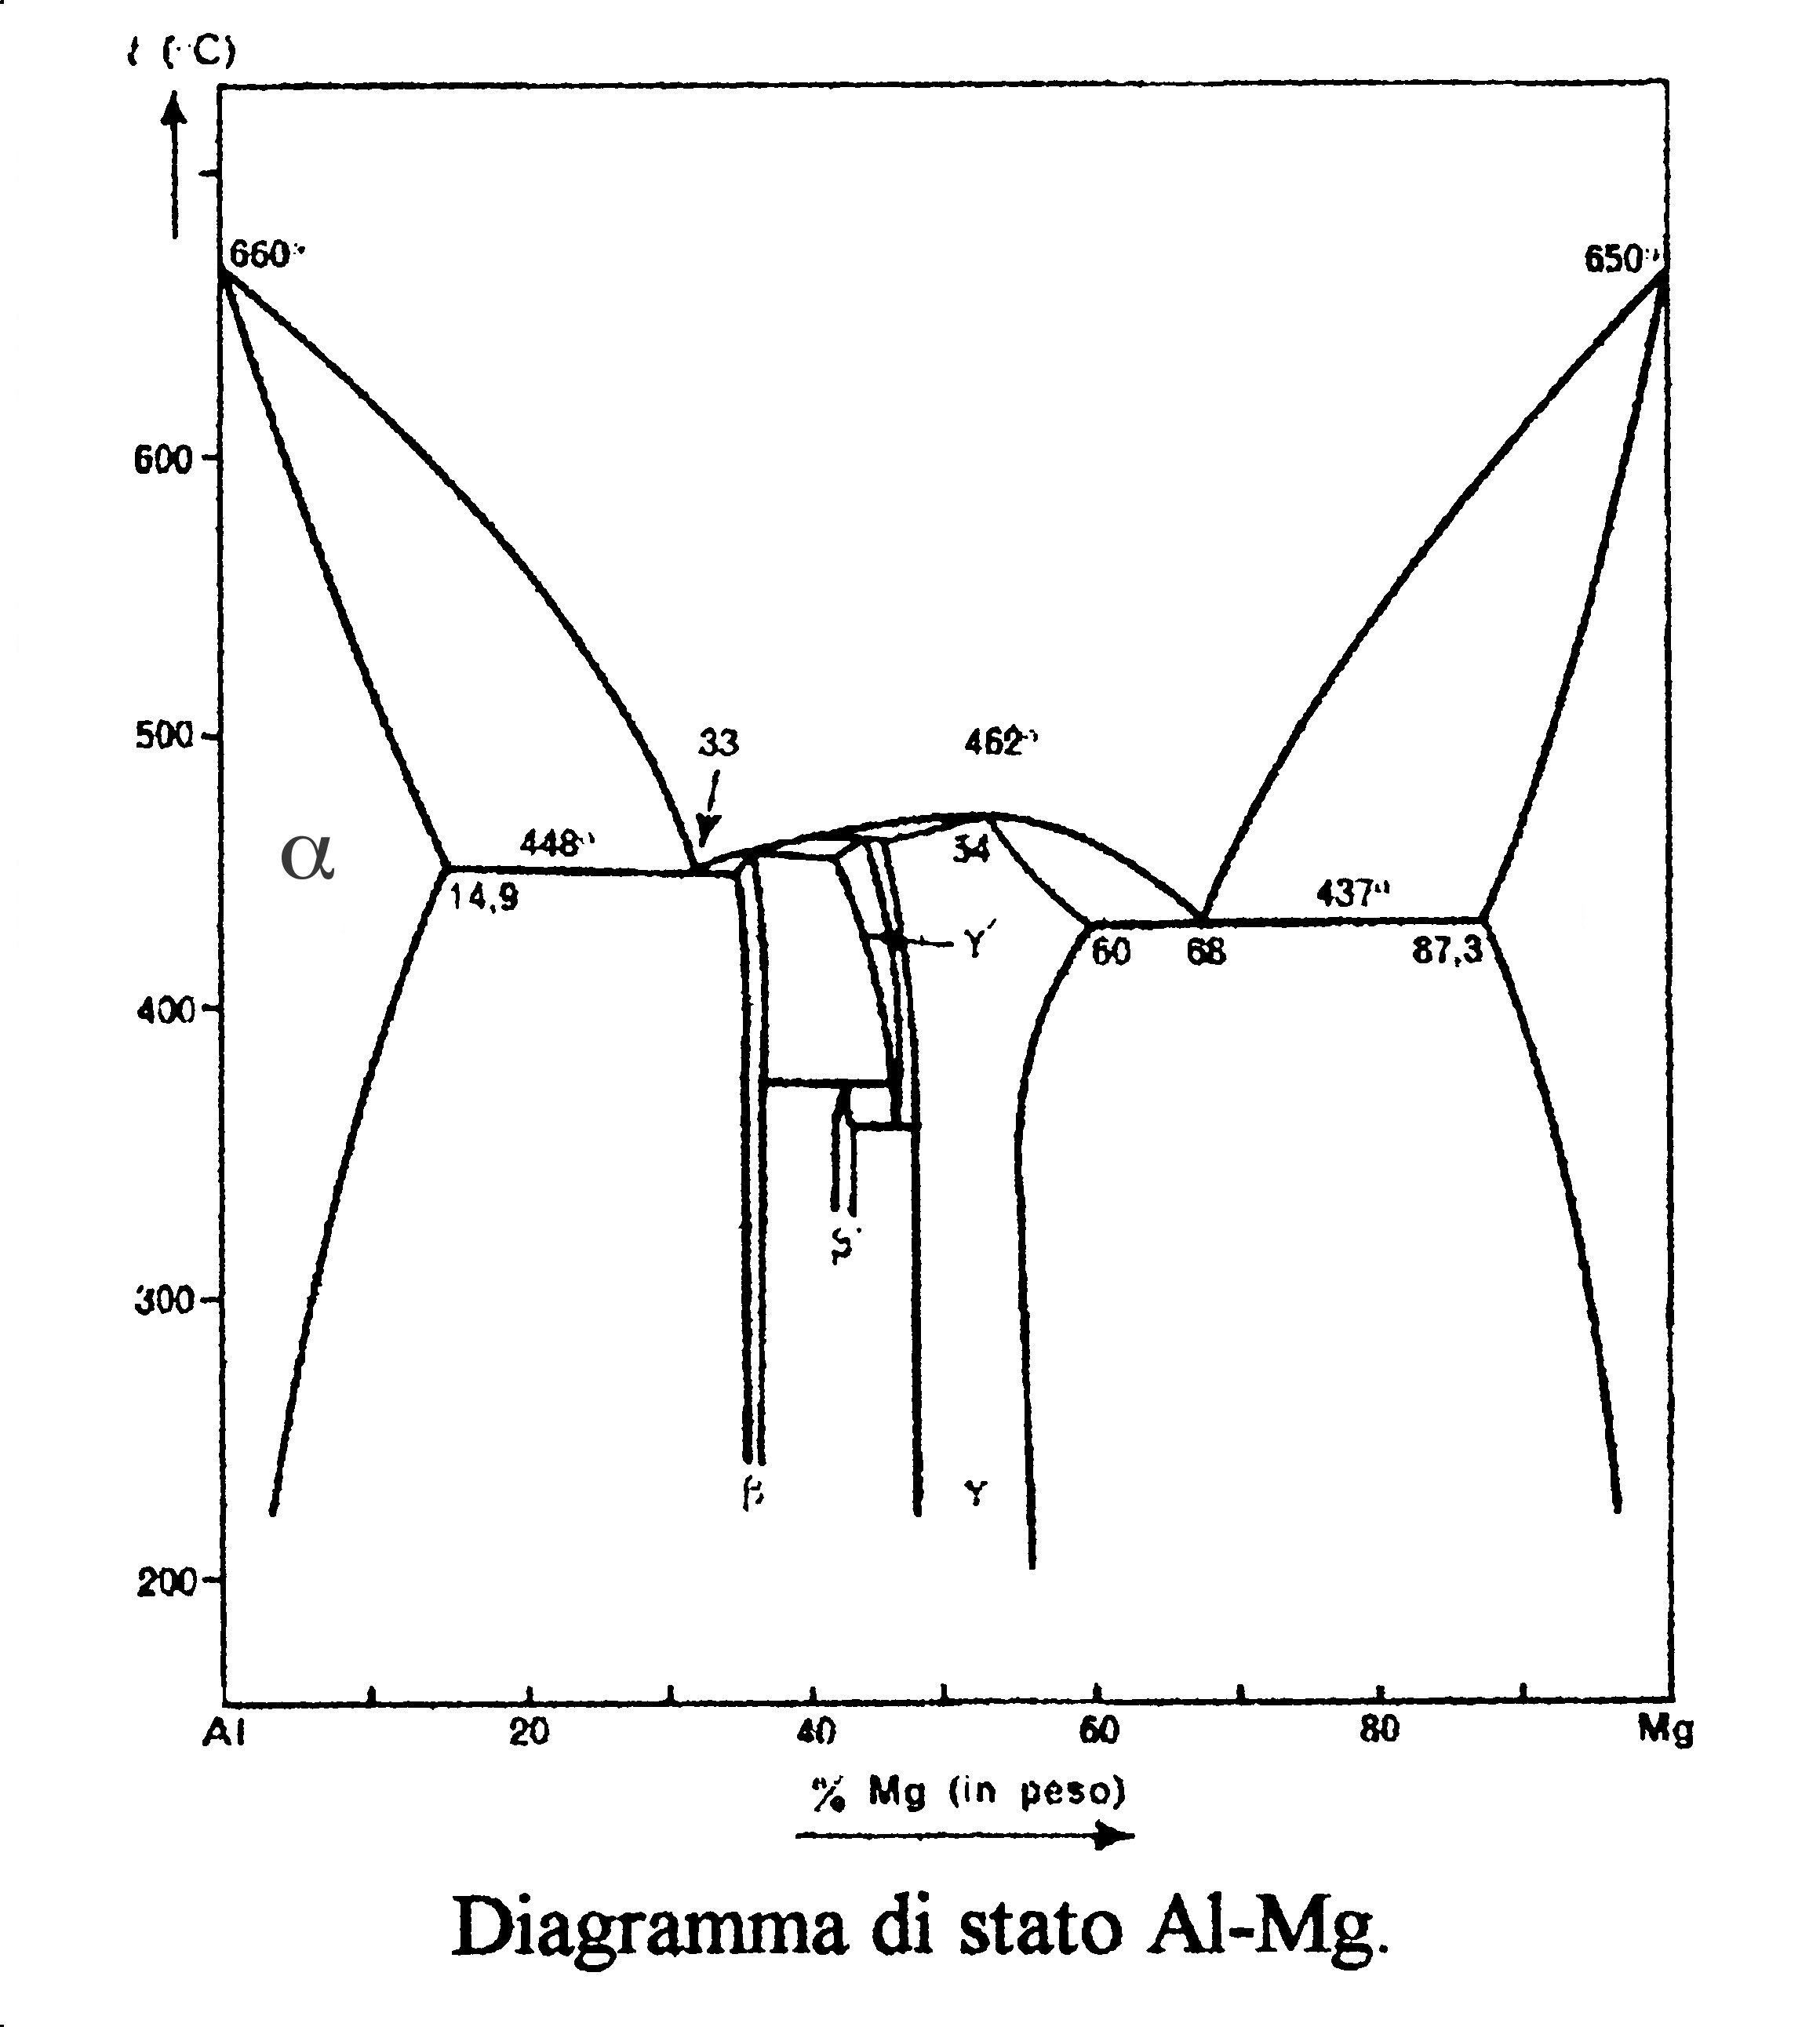 t (°C)
660°
650°
600
500
33
462°
α
448°
34
14,9
437°
γ′
60
68
87,3
400
300
β′
β
γ
200
Al
20
40
60
80
Mg
% Mg (in peso)
Diagramma di stato Al-Mg.